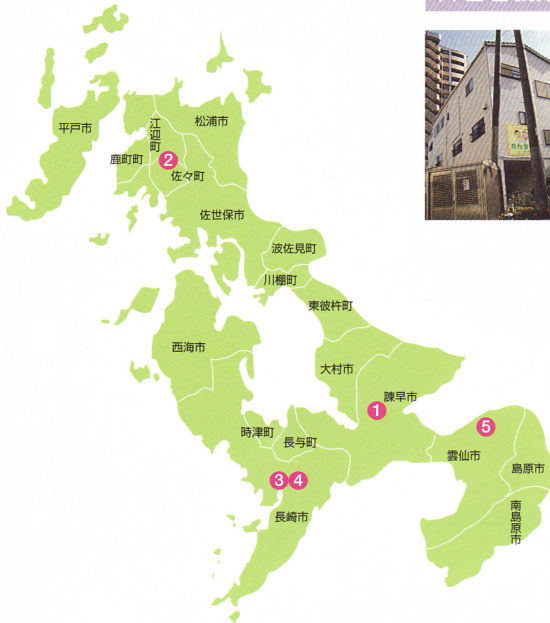 平戸市
松浦市
江迎町
鹿町町
②
佐々町
佐世保市
波佐見町
川棚町
東彼杵町
西海市
大村市
諫早市
①
⑤
時津町
長与町
雲仙市
島原市
③④
南島原市
長崎市